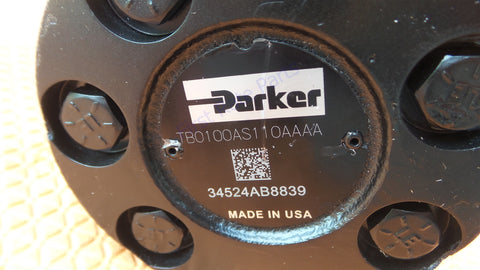 Parker
TB0100AS110AAAA
34524AB8839
MADE IN USA